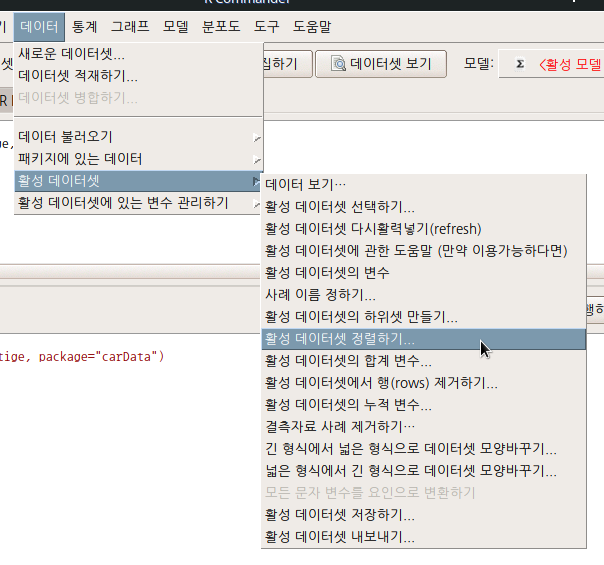 R Commander
데이터 통계 그래프 모델 분포도 도구 도움말
새로운 데이터셋...
데이터셋 적재하기...
데이터셋 병합하기...
집하기 데이터셋 보기 모델: Σ <활성 모델
데이터 불러오기
패키지에 있는 데이터
활성 데이터셋
활성 데이터셋에 있는 변수 관리하기
데이터 보기…
활성 데이터셋 선택하기...
활성 데이터셋 다시활력넣기(refresh)
활성 데이터셋에 관한 도움말 (만약 이용가능하다면)
활성 데이터셋의 변수
사례 이름 정하기...
활성 데이터셋의 하위셋 만들기...
활성 데이터셋 정렬하기...
활성 데이터셋의 합계 변수...
활성 데이터셋에서 행(rows) 제거하기...
활성 데이터셋의 누적 변수...
결측자료 사례 제거하기…
긴 형식에서 넓은 형식으로 데이터셋 모양바꾸기...
넓은 형식에서 긴 형식으로 데이터셋 모양바꾸기...
모든 문자 변수를 요인으로 변환하기
활성 데이터셋 저장하기...
활성 데이터셋 내보내기...
tige, package="carData")